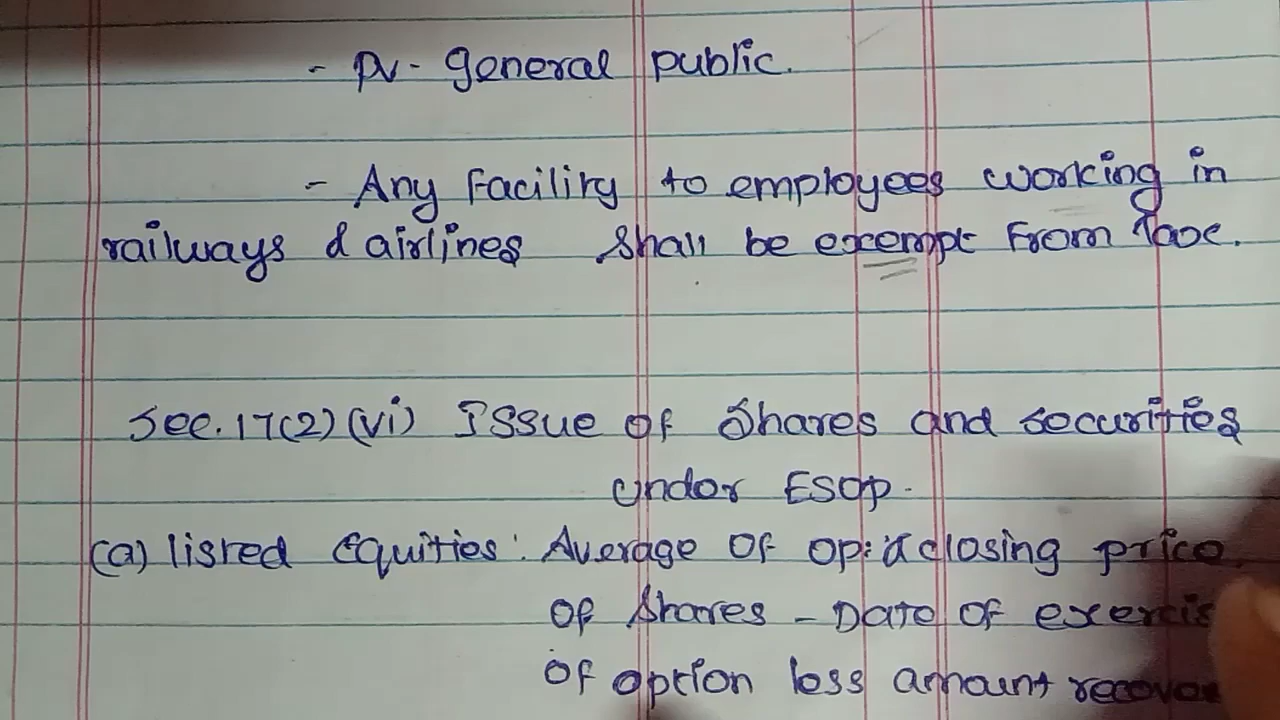 - PV - general public.
- Any facility to employees working in
railways & airlines shall be exempt from tax.
Sec. 17(2)(vi) Issue of Shares and securities
under ESOP.
(a) listed Equities: Average of op: & closing price
of shares - Date of exercis
of option less amount recover